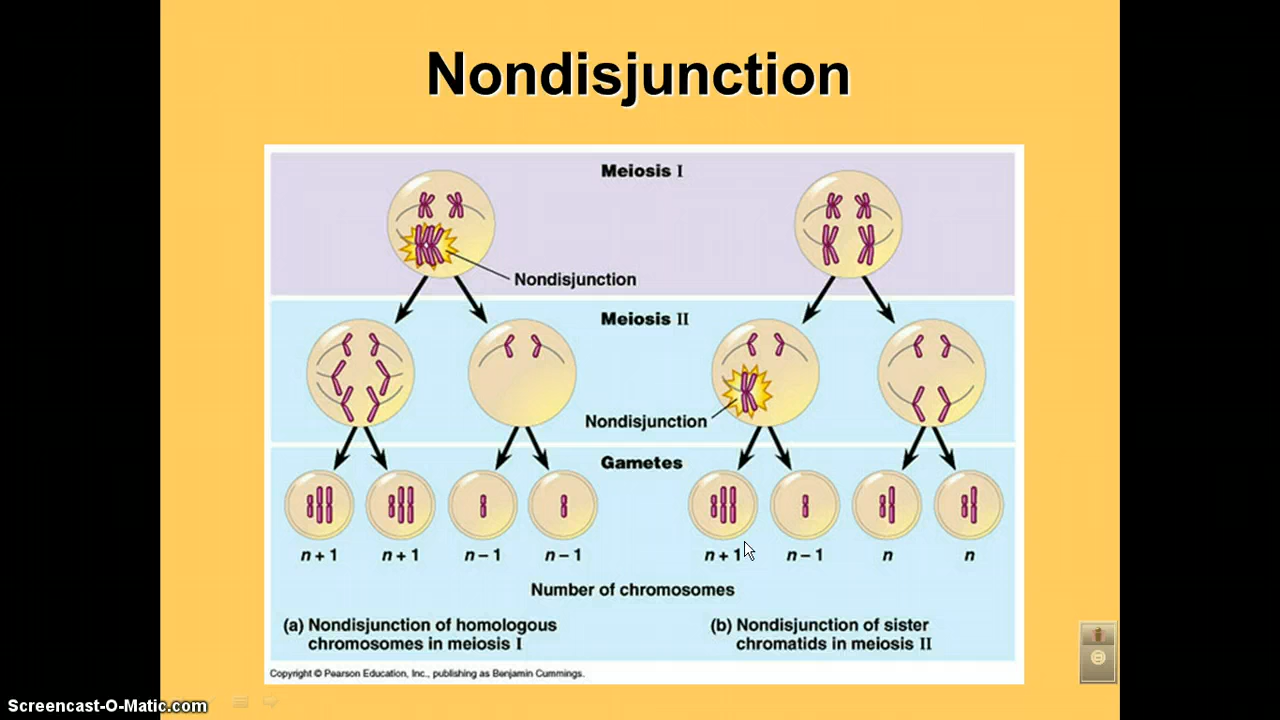 Nondisjunction
Meiosis I
Nondisjunction
Meiosis II
Nondisjunction
Gametes
n + 1
n + 1
n – 1
n – 1
n + 1
n – 1
n
n
Number of chromosomes
(a) Nondisjunction of homologous
chromosomes in meiosis I
(b) Nondisjunction of sister
chromatids in meiosis II
Copyright © Pearson Education, Inc., publishing as Benjamin Cummings.
Screencast-O-Matic.com